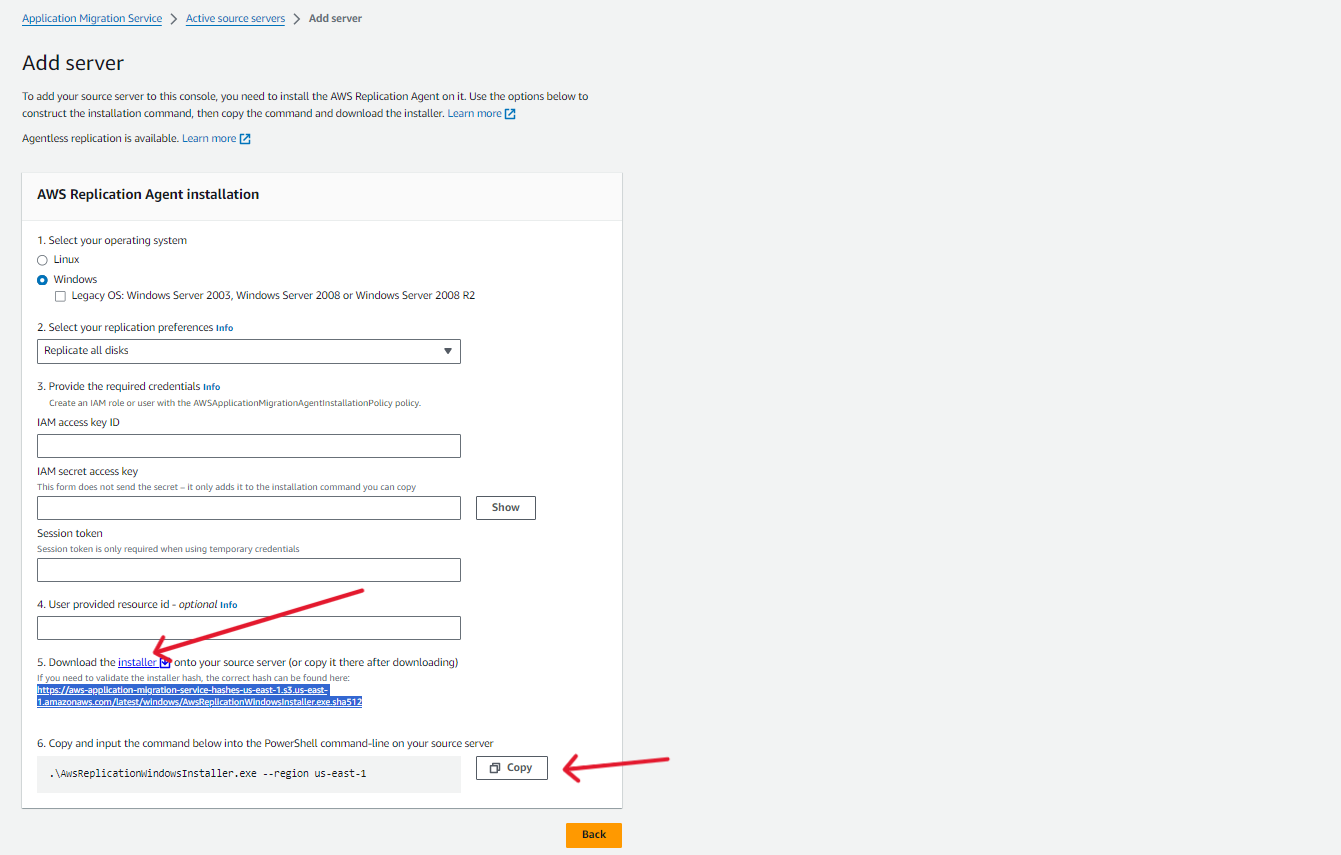 Application Migration Service > Active source servers > Add server
Add server
To add your source server to this console, you need to install the AWS Replication Agent on it. Use the options below to
construct the installation command, then copy the command and download the installer. Learn more
Agentless replication is available. Learn more
AWS Replication Agent installation
1. Select your operating system
Linux
Windows
Legacy OS: Windows Server 2003, Windows Server 2008 or Windows Server 2008 R2
2. Select your replication preferences Info
Replicate all disks
3. Provide the required credentials Info
Create an IAM role or user with the AWSApplicationMigrationAgentInstallationPolicy policy.
IAM access key ID
IAM secret access key
This form does not send the secret – it only adds it to the installation command you can copy
Show
Session token
Session token is only required when using temporary credentials
4. User provided resource id - optional Info
5. Download the installer onto your source server (or copy it there after downloading)
If you need to validate the installer hash, the correct hash can be found here:
https://aws-application-migration-service-hashes-us-east-1.s3.us-east-
1.amazonaws.com/latest/windows/AwsReplicationWindowsInstaller.exe.sha512
6. Copy and input the command below into the PowerShell command-line on your source server
.\AwsReplicationWindowsInstaller.exe --region us-east-1
Copy
Back